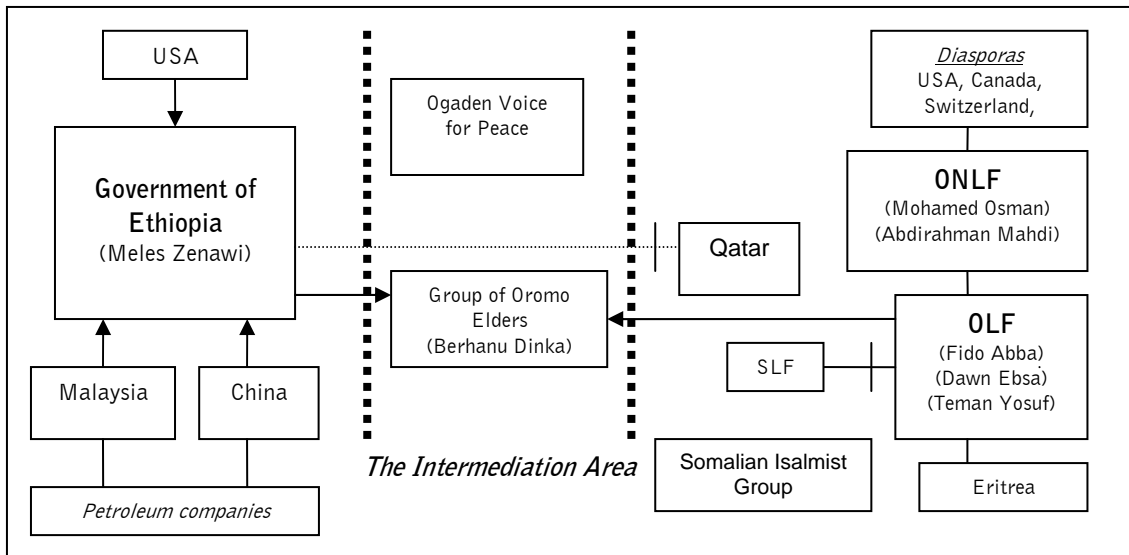 USA
Government of
Ethiopia
(Meles Zenawi)
Malaysia
China
Petroleum companies
Ogaden Voice
for Peace
Group of Oromo
Elders
(Berhanu Dinka)
The Intermediation Area
Diasporas
USA, Canada,
Switzerland,
ONLF
(Mohamed Osman)
(Abdirahman Mahdi)
Qatar
OLF
(Fido Abba)
(Dawn Ebsa)
(Teman Yosuf)
SLF
Somalian Isalmist
Group
Eritrea